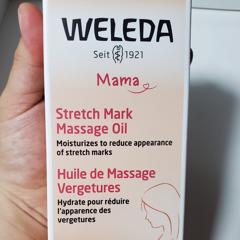 WELEDA
Seit 1921
Mama
Stretch Mark
Massage Oil
Moisturizes to reduce appearance
of stretch marks
Huile de Massage
Vergetures
Hydrate pour réduire
l'apparence des
vergetures